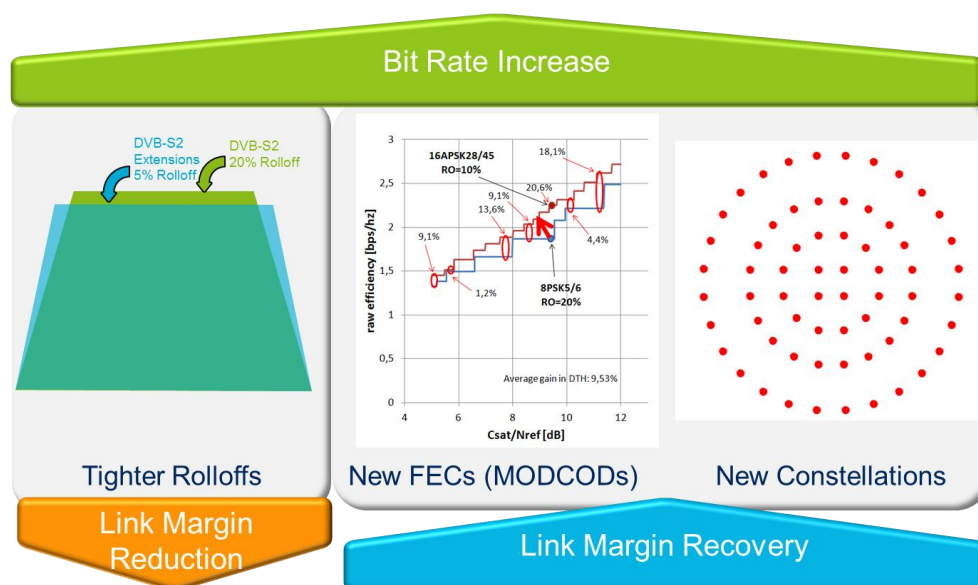 Bit Rate Increase
DVB-S2
Extensions
5% Rolloff
DVB-S2
20% Rolloff
Tighter Rolloffs
raw efficiency [bps/hz]
3
2,5
2
1,5
1
0,5
0
16APSK28/45
RO=10%
18,1%
20,6%
9,1%
13,6%
9,1%
4,4%
1,2%
8PSK5/6
RO=20%
Average gain in DTH: 9,53%
4
6
8
10
12
Csat/Nref [dB]
New FECs (MODCODs)
New Constellations
Link Margin
Reduction
Link Margin Recovery